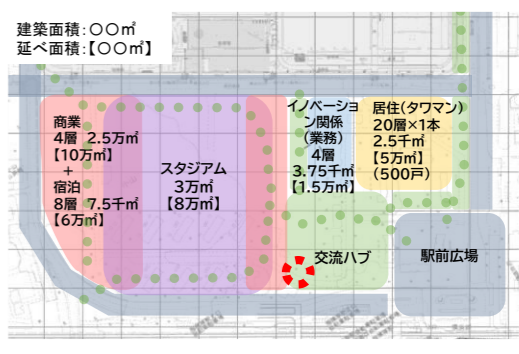 建築面積:〇〇㎡
延べ面積:【〇〇㎡】
商業
4層 2.5万㎡
【10万㎡】
+
宿泊
8層 7.5千㎡
【6万㎡】
スタジアム
3万㎡
【8万㎡】
イノベーショ
ン関係
(業務)
4層
3.75千㎡
【1.5万㎡】
居住(タワマン)
20層×1本
2.5千㎡
【5万㎡】
(500戸)
交流ハブ
駅前広場